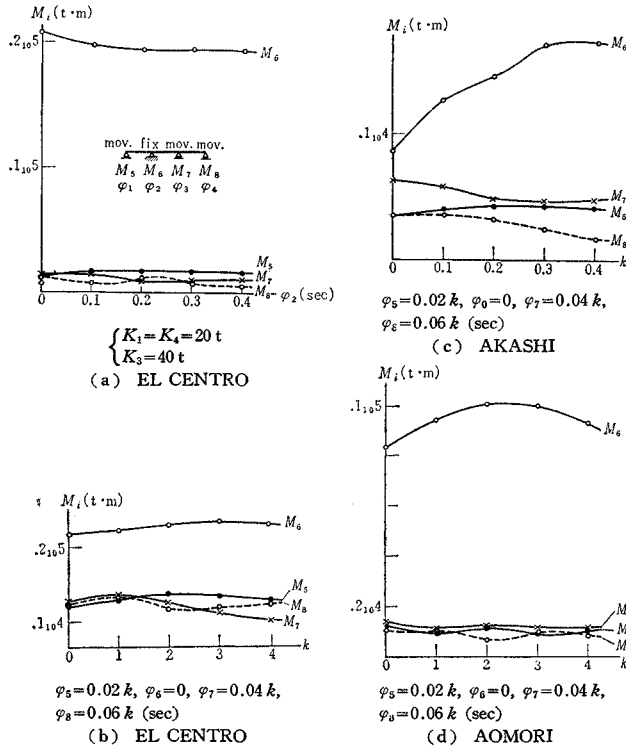 M_i(t·m)
.2₁₀5
M₆
mov. fix mov. mov.
M₅ M₆ M₇ M₈
φ₁ φ₂ φ₃ φ₄
.1₁₀5
M₅
M₇
M₈
0 0.1 0.2 0.3 0.4 φ₂(sec)
K₁=K₄=20 t
K₃=40 t
(a) EL CENTRO
M_i(t·m)
M₆
.1₁₀4
M₇
M₅
M₈
0 0.1 0.2 0.3 0.4 k
φ₅=0.02 k, φ₀=0, φ₇=0.04 k,
φ₈=0.06 k (sec)
(c) AKASHI
M_i(t·m)
M₆
.2₁₀5
M₅
M₈
M₇
.1₁₀4
0 1 2 3 4 k
φ₅=0.02 k, φ₆=0, φ₇=0.04 k,
φ₈=0.06 k (sec)
(b) EL CENTRO
M_i(t·m)
.1₁₀5
M₆
.2₁₀4
M
M
M
0 1 2 3 4
φ₅=0.02 k, φ₆=0, φ₇=0.04 k,
φ₈=0.06 k (sec)
(d) AOMORI